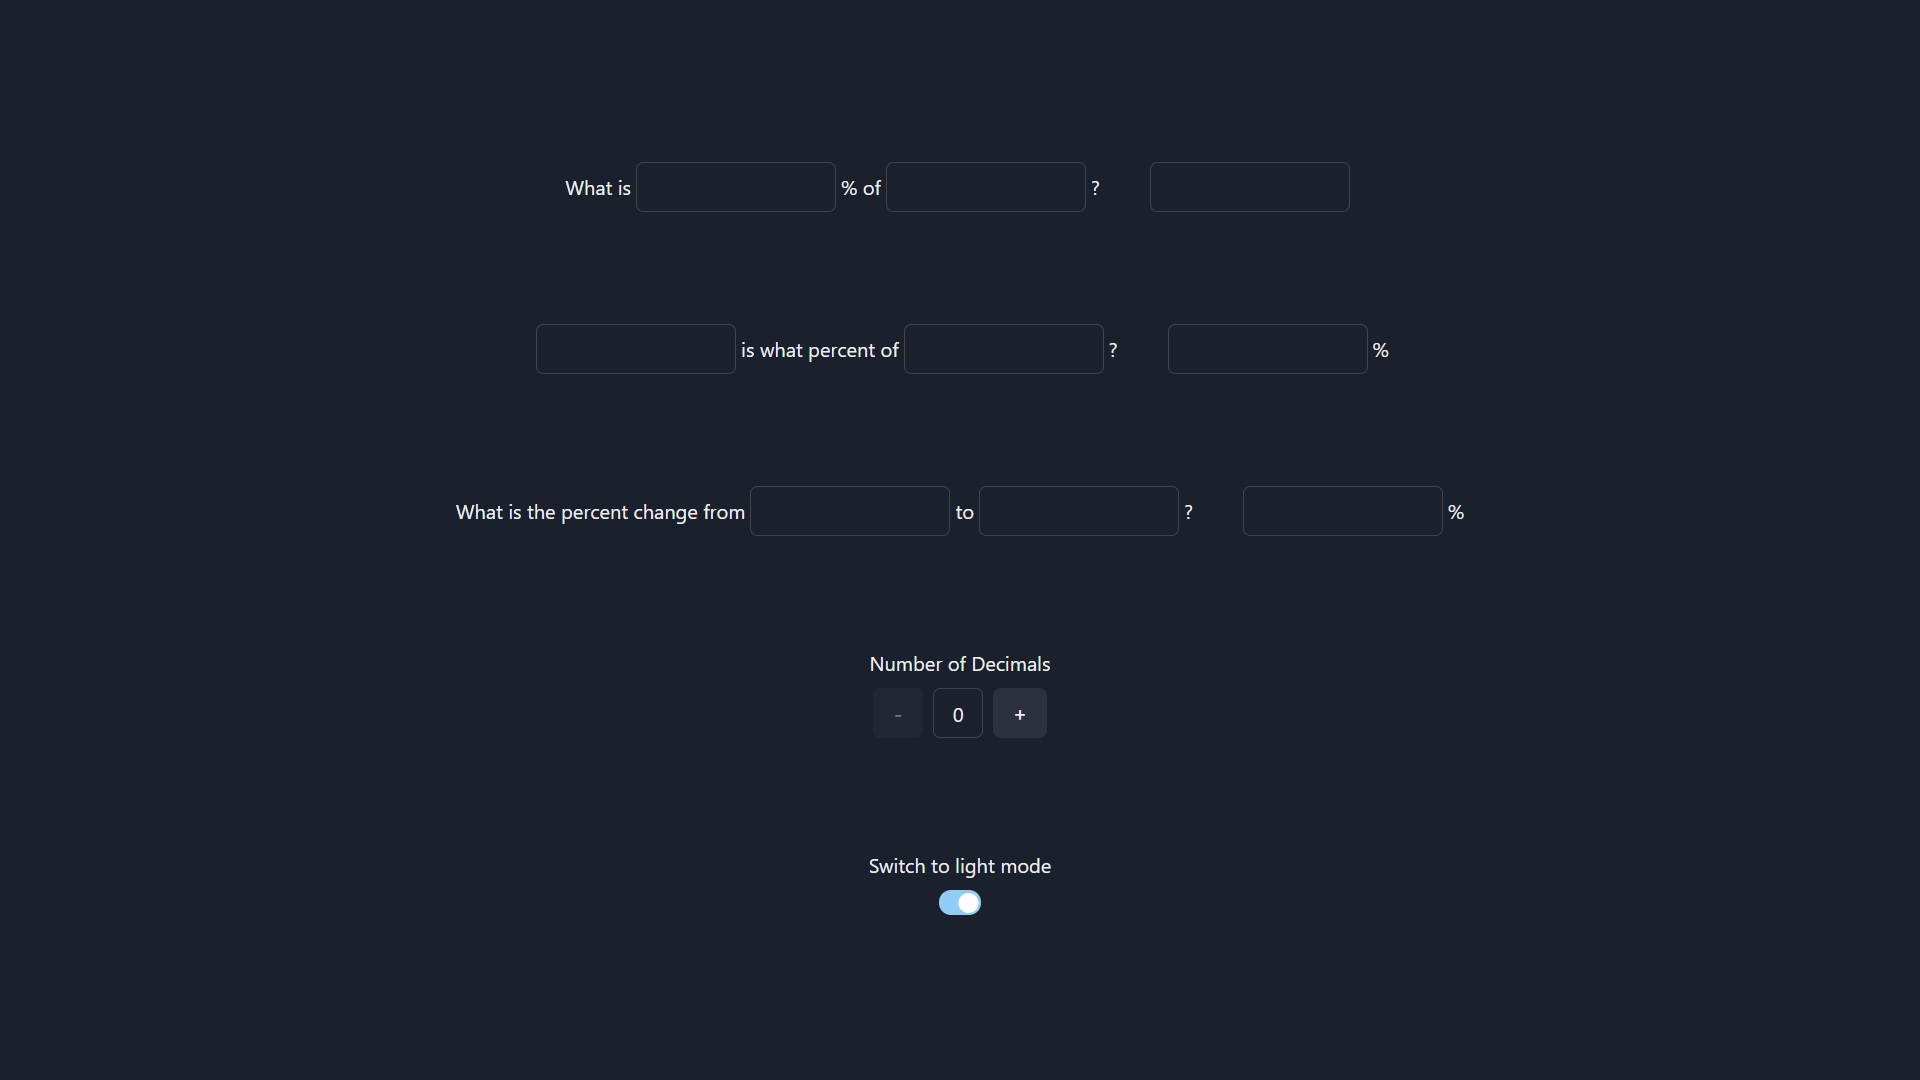 What is % of ?
is what percent of ? %
What is the percent change from to ? %
Number of Decimals
- 0 +
Switch to light mode